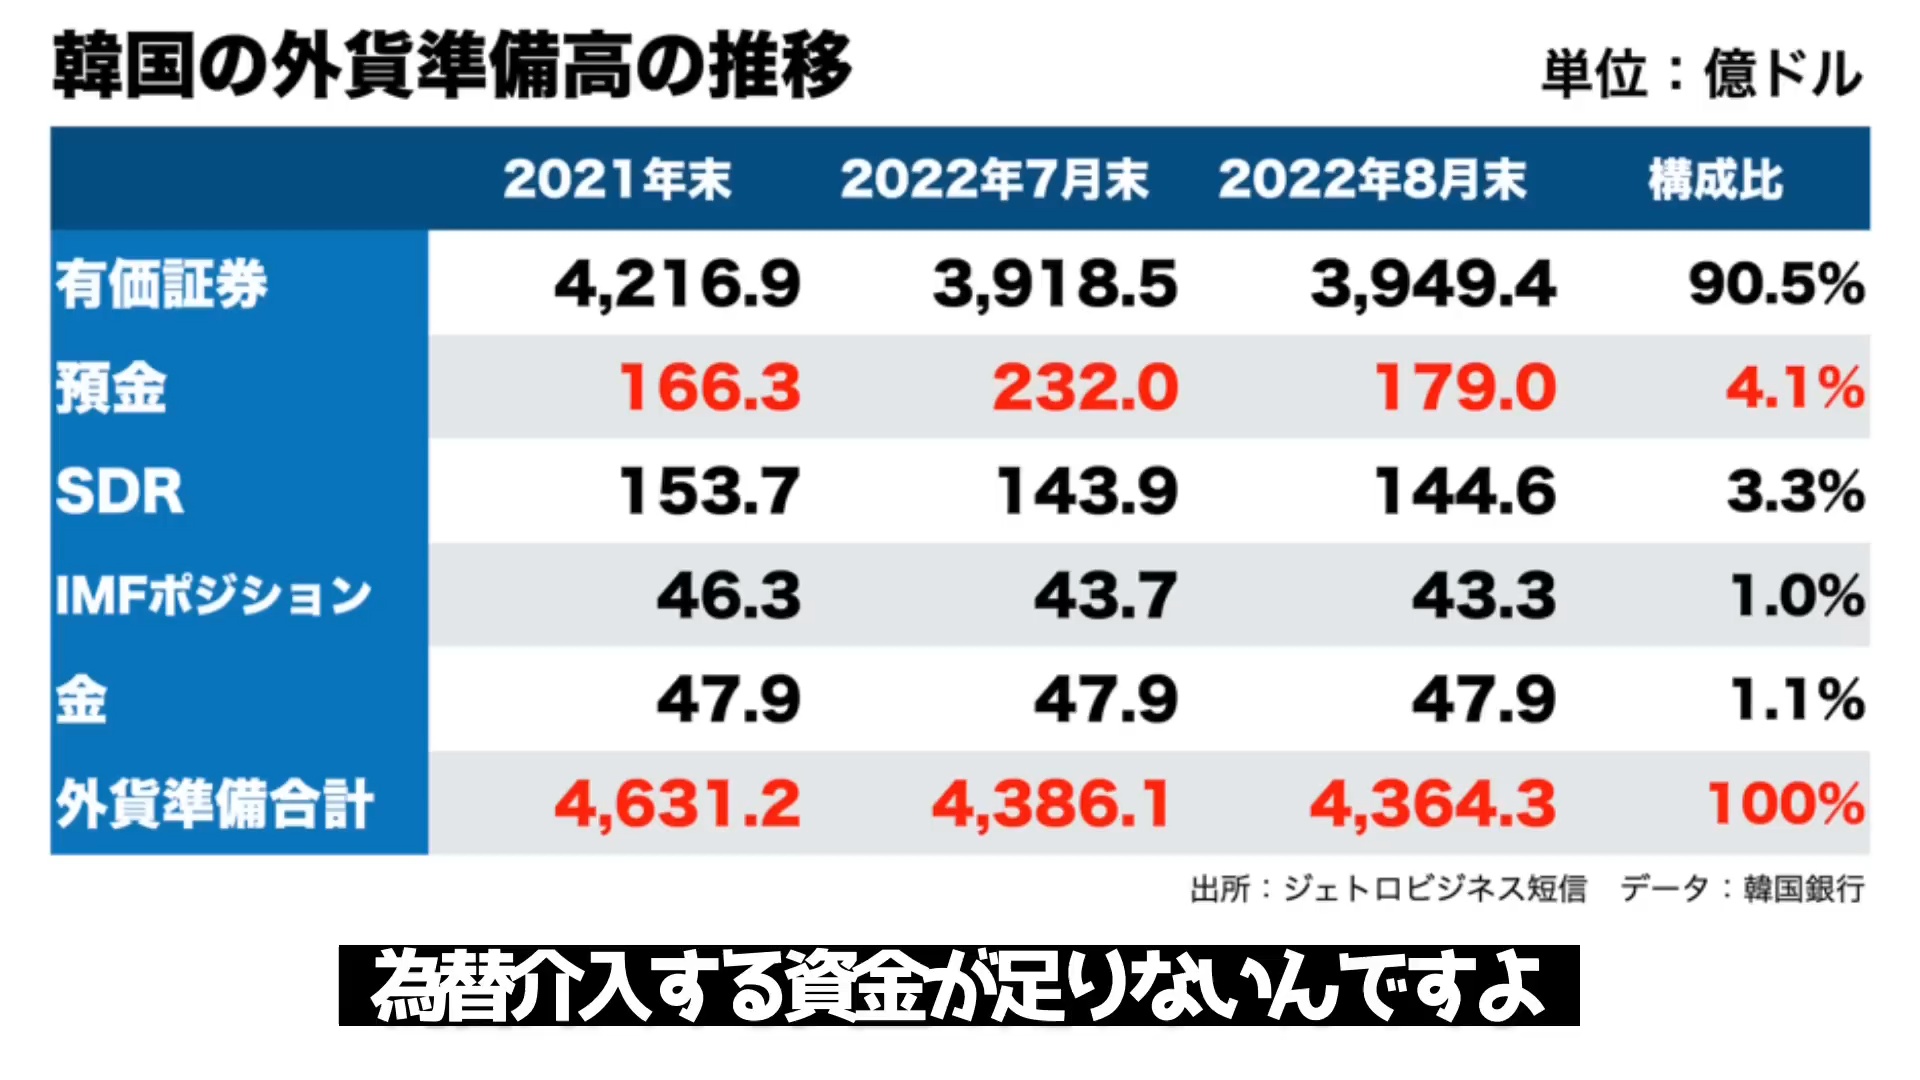 韓国の外貨準備高の推移 単位：億ドル
2021年末 2022年7月末 2022年8月末 構成比
有価証券 4,216.9 3,918.5 3,949.4 90.5%
預金 166.3 232.0 179.0 4.1%
SDR 153.7 143.9 144.6 3.3%
IMFポジション 46.3 43.7 43.3 1.0%
金 47.9 47.9 47.9 1.1%
外貨準備合計 4,631.2 4,386.1 4,364.3 100%
出所：ジェトロビジネス短信　データ：韓国銀行
為替介入する資金が足りないんですよ